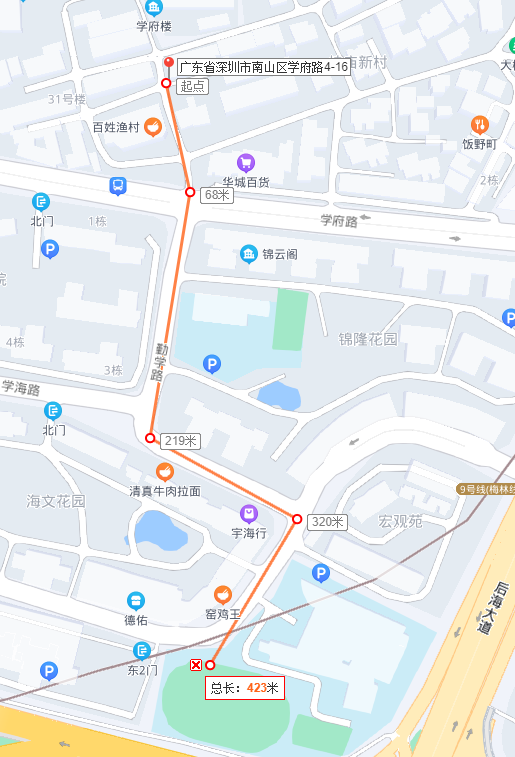 学府楼
广东省深圳市南山区学府路4-16
南新村
起点
31号楼
百姓渔村
饭野町
华城百货
68米
2栋
北门
1栋
学府路
锦云阁
院
4栋
勤学路
锦隆花园
3栋
学海路
北门
219米
清真牛肉拉面
9号线(梅林线
海文花园
宇海行
320米
宏观苑
窑鸡王
德佑
后海大道
东2门
总长：423米